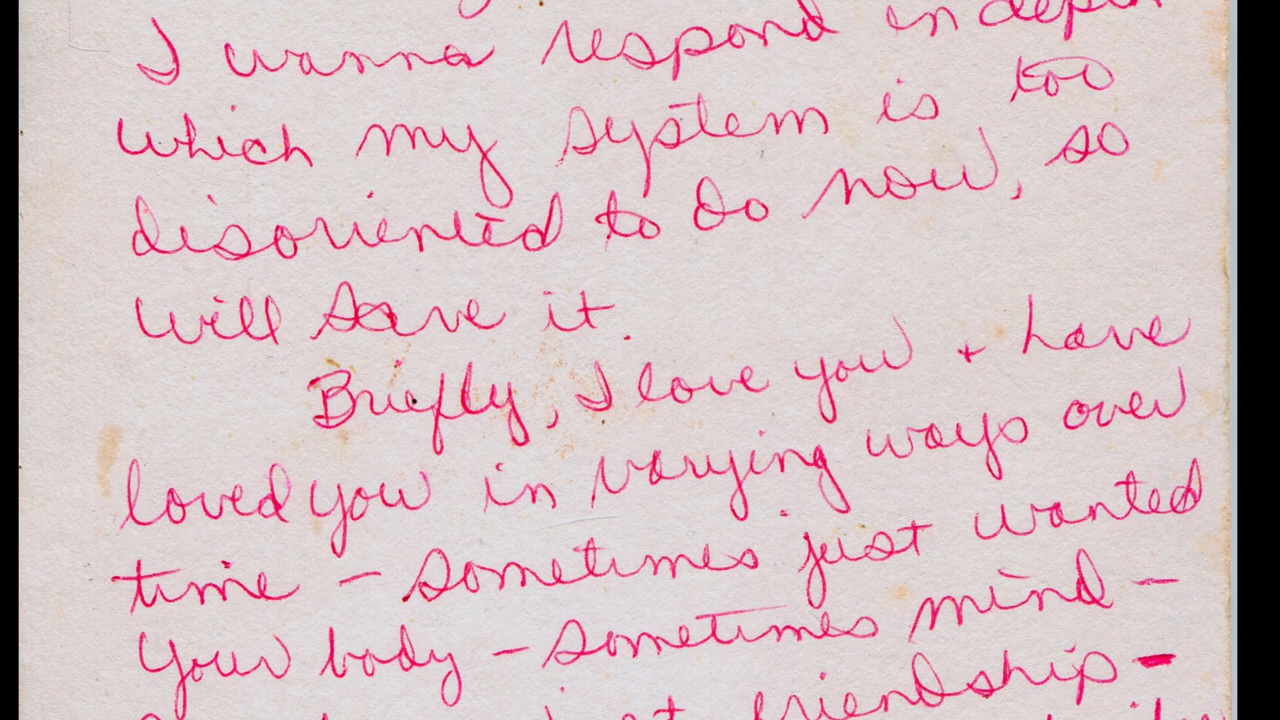 I wanna respond in depth
which my system is too
disoriented to do now, so
will save it.
Briefly, I love you + have
loved you in varying ways over
time – sometimes just wanted
your body – sometimes mind –
friendship –